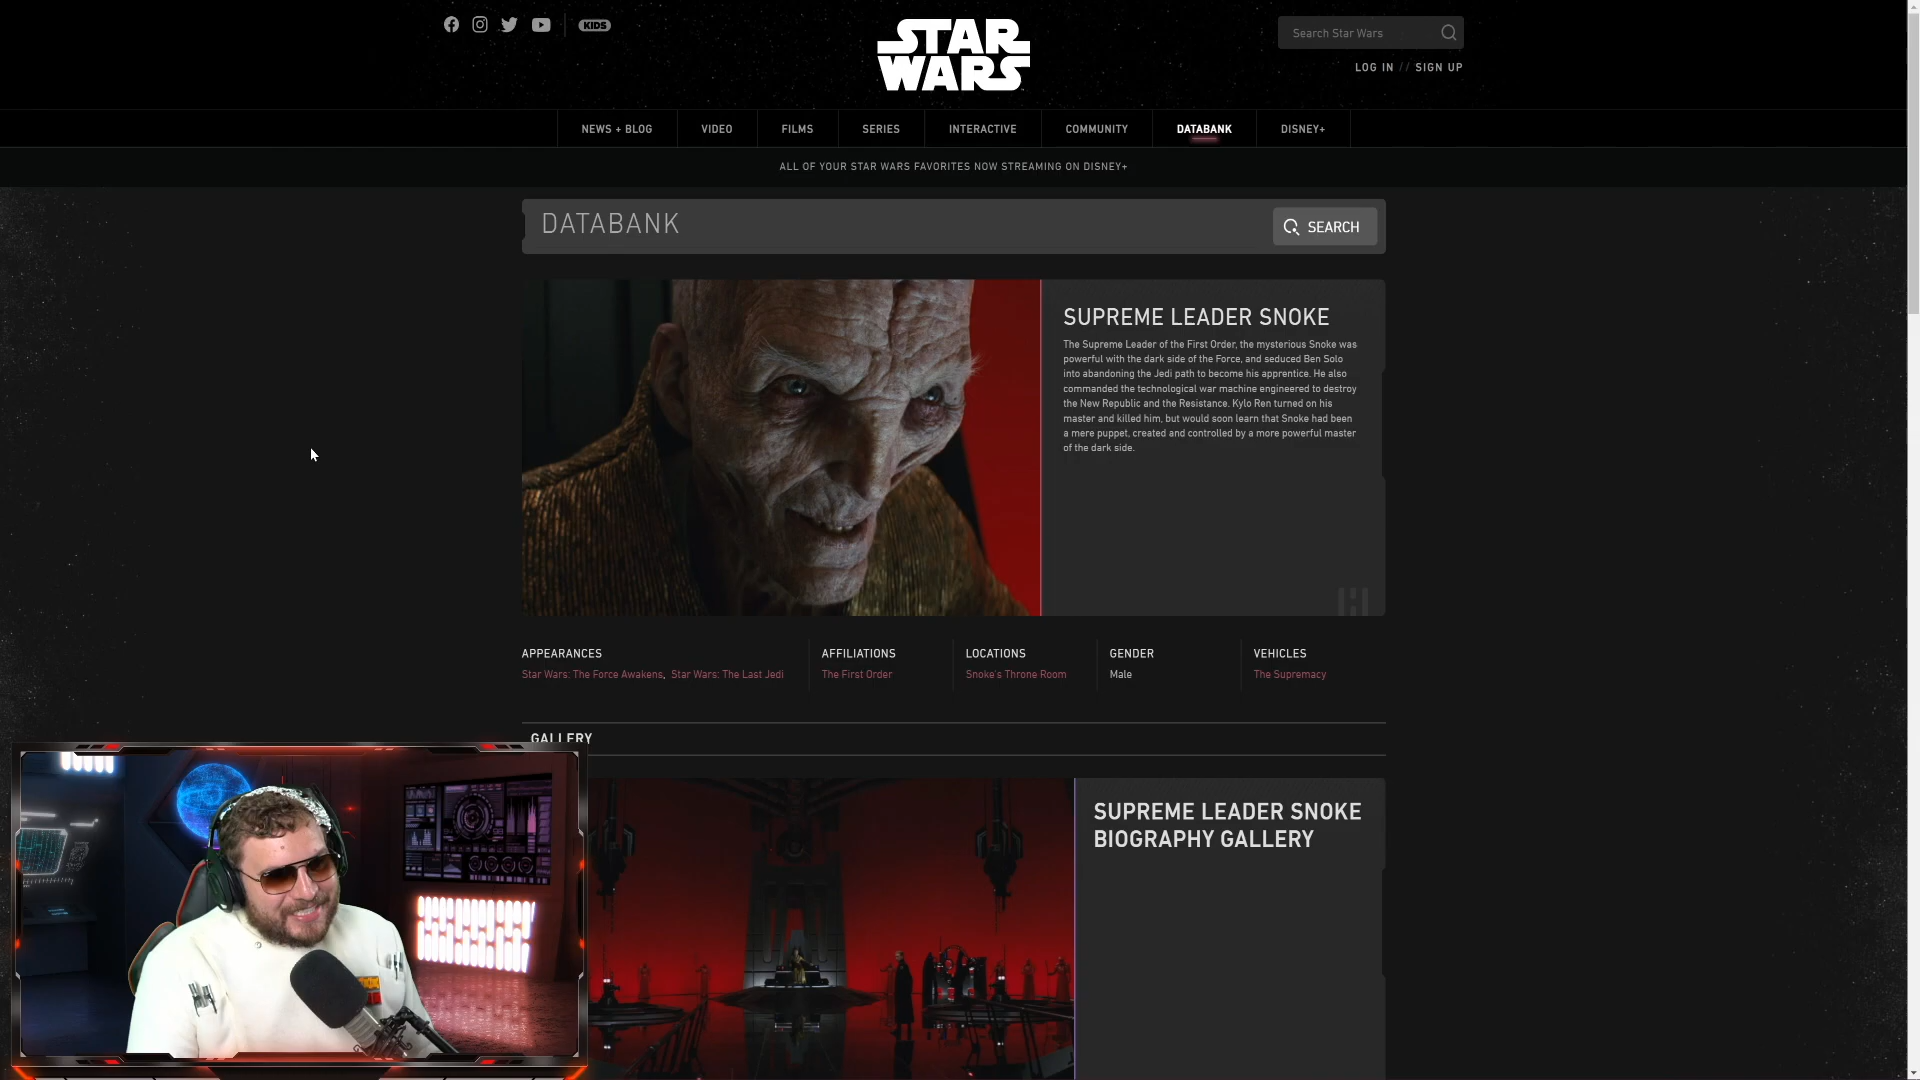 KIDS
STAR
WARS
Search Star Wars
LOG IN // SIGN UP
NEWS + BLOG
VIDEO
FILMS
SERIES
INTERACTIVE
COMMUNITY
DATABANK
DISNEY+
ALL OF YOUR STAR WARS FAVORITES NOW STREAMING ON DISNEY+
DATABANK
SEARCH
SUPREME LEADER SNOKE
The Supreme Leader of the First Order, the mysterious Snoke was
powerful with the dark side of the Force, and seduced Ben Solo
into abandoning the Jedi path to become his apprentice. He also
commanded the technological war machine engineered to destroy
the New Republic and the Resistance. Kylo Ren turned on his
master and killed him, but would soon learn that Snoke had been
a mere puppet, created and controlled by a more powerful master
of the dark side.
APPEARANCES
Star Wars: The Force Awakens, Star Wars: The Last Jedi
AFFILIATIONS
The First Order
LOCATIONS
Snoke's Throne Room
GENDER
Male
VEHICLES
The Supremacy
GALLERY
SUPREME LEADER SNOKE
BIOGRAPHY GALLERY